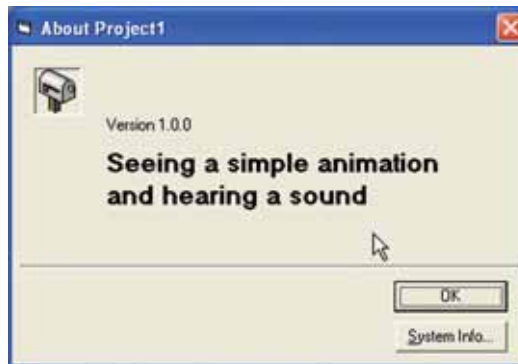 About Project1
Version 1.0.0
Seeing a simple animation
and hearing a sound
OK
System Info...